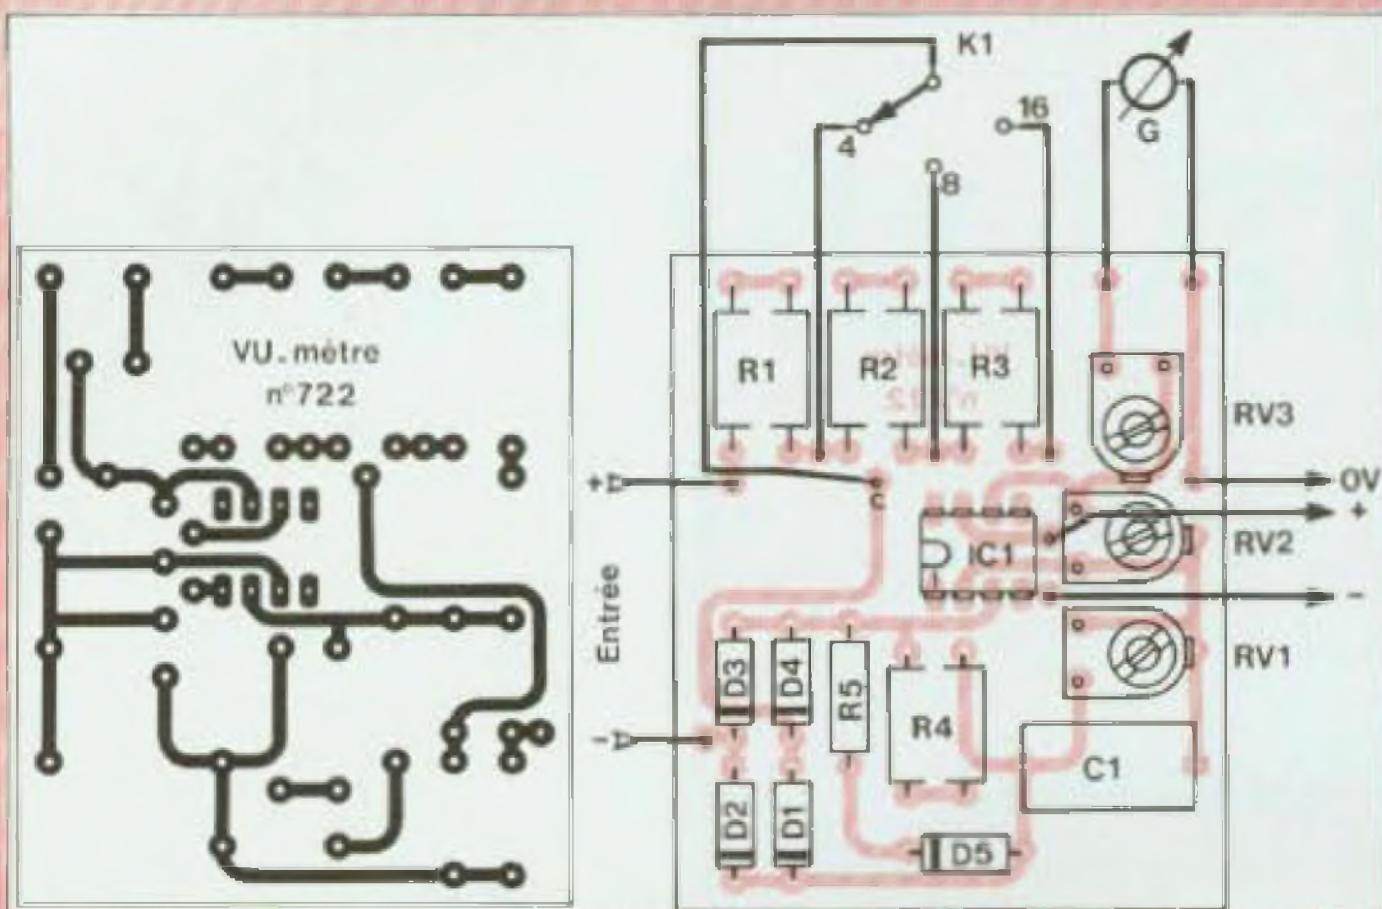 VU.mètre
n°722
K1
4
8
16
G
R1
R2
R3
RV3
+
0V
+
IC1
RV2
-
Entrée
RV1
D3
D4
R5
R4
-
C1
D2
D1
D5